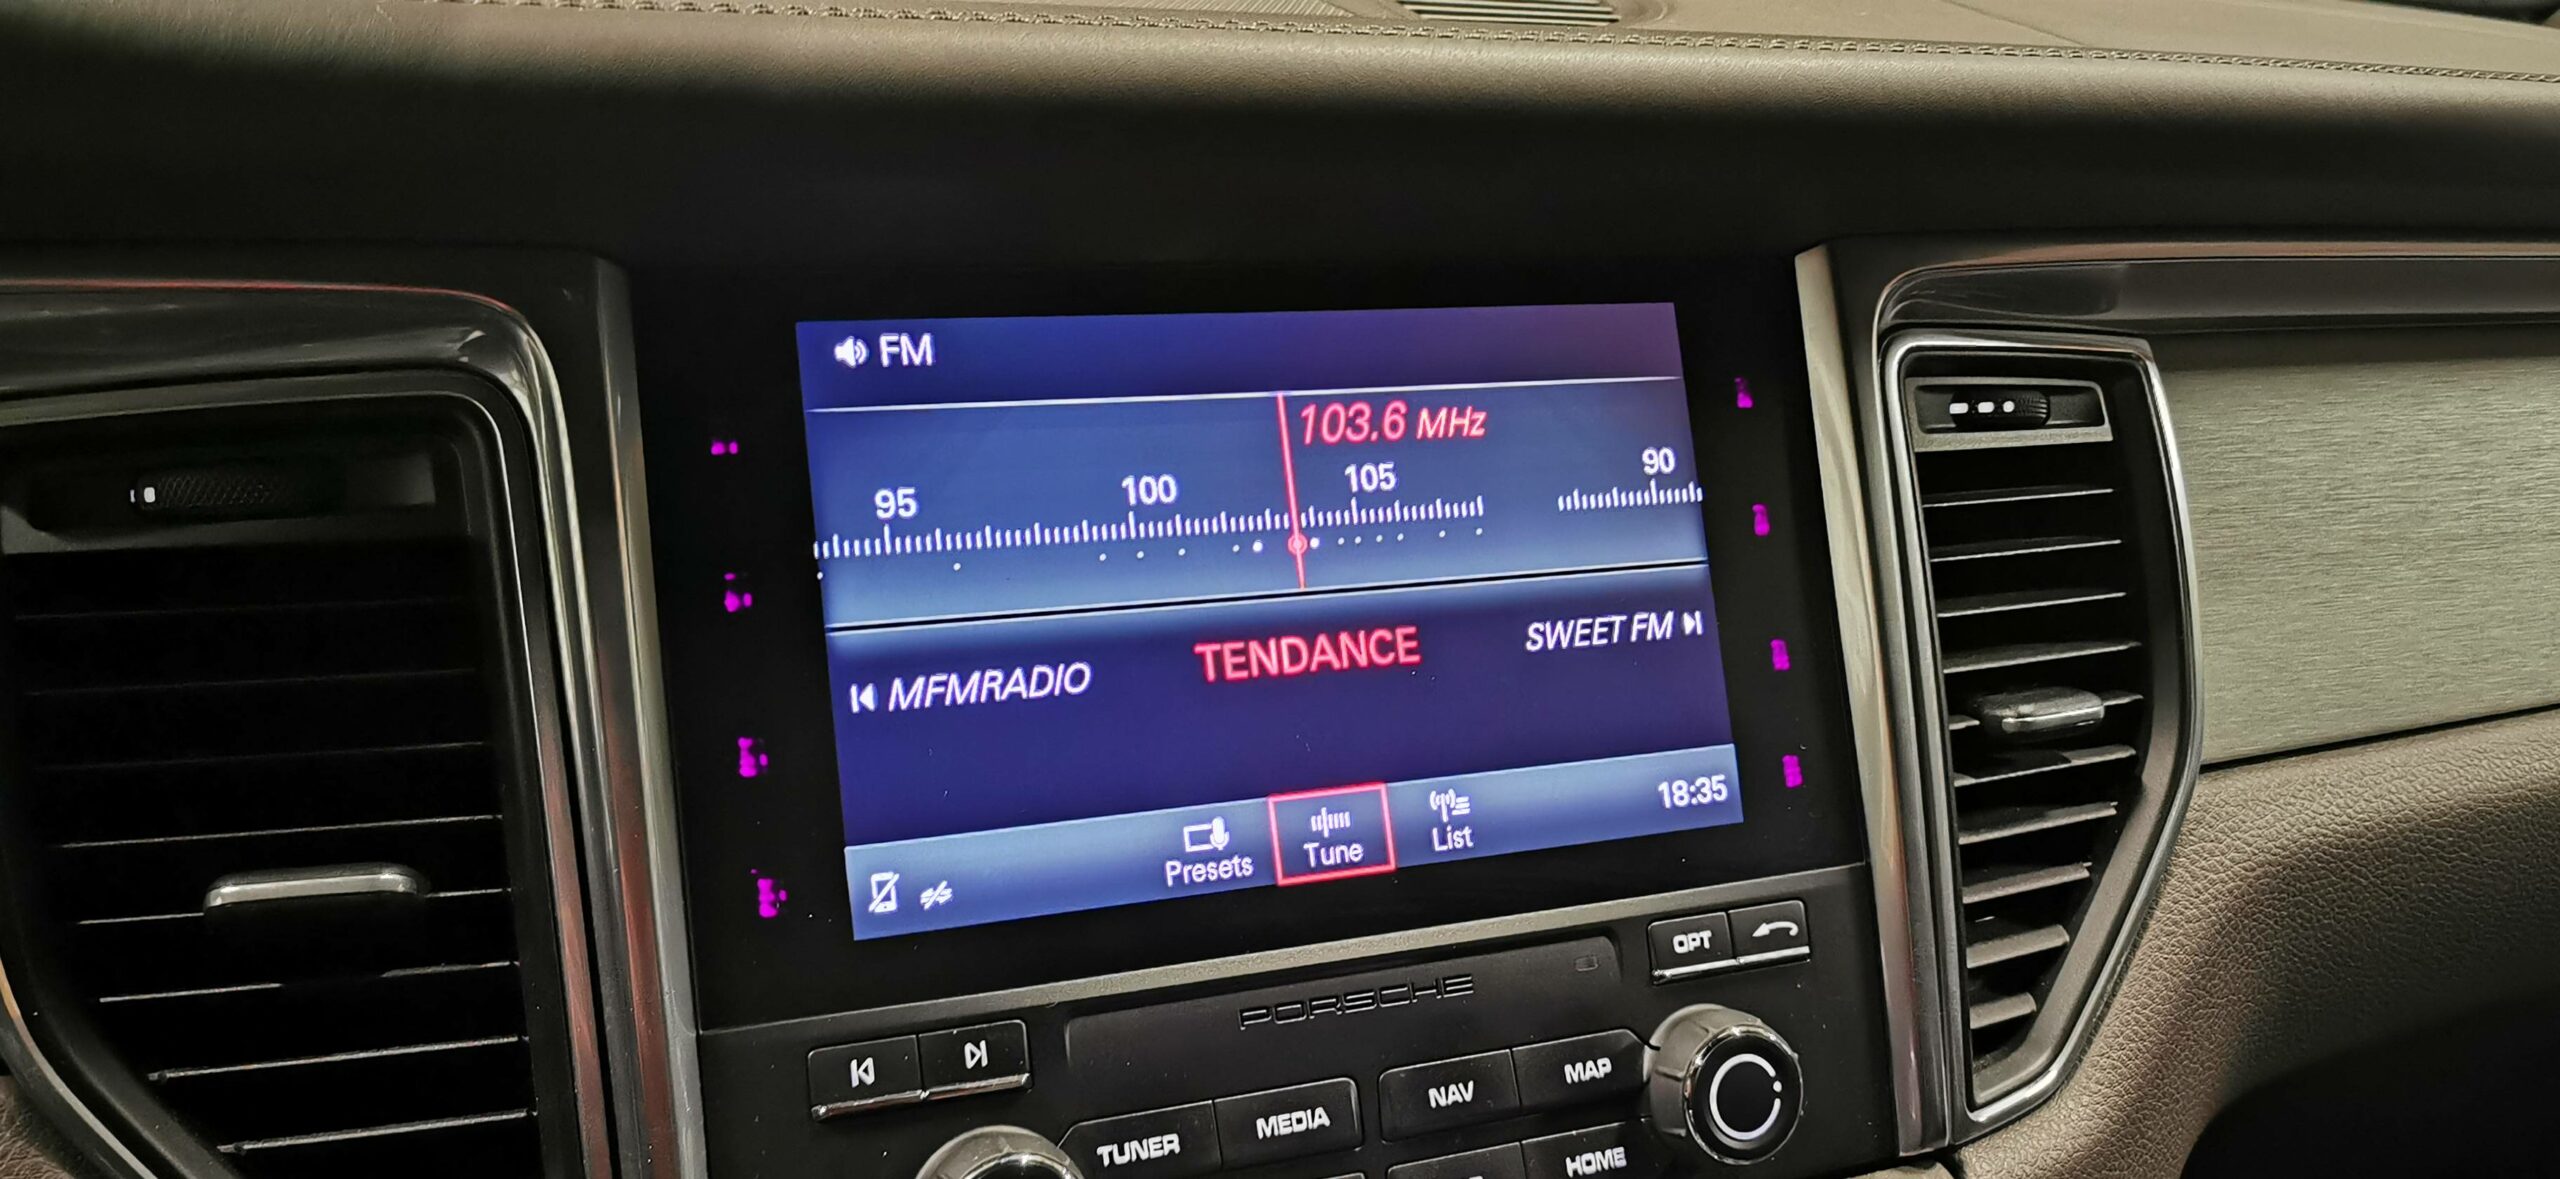 FM
103.6 MHz
95 100 105 90
MFMRADIO TENDANCE SWEET FM
Presets Tune List 18:35
OPT
PORSCHE
TUNER MEDIA NAV MAP
HOME